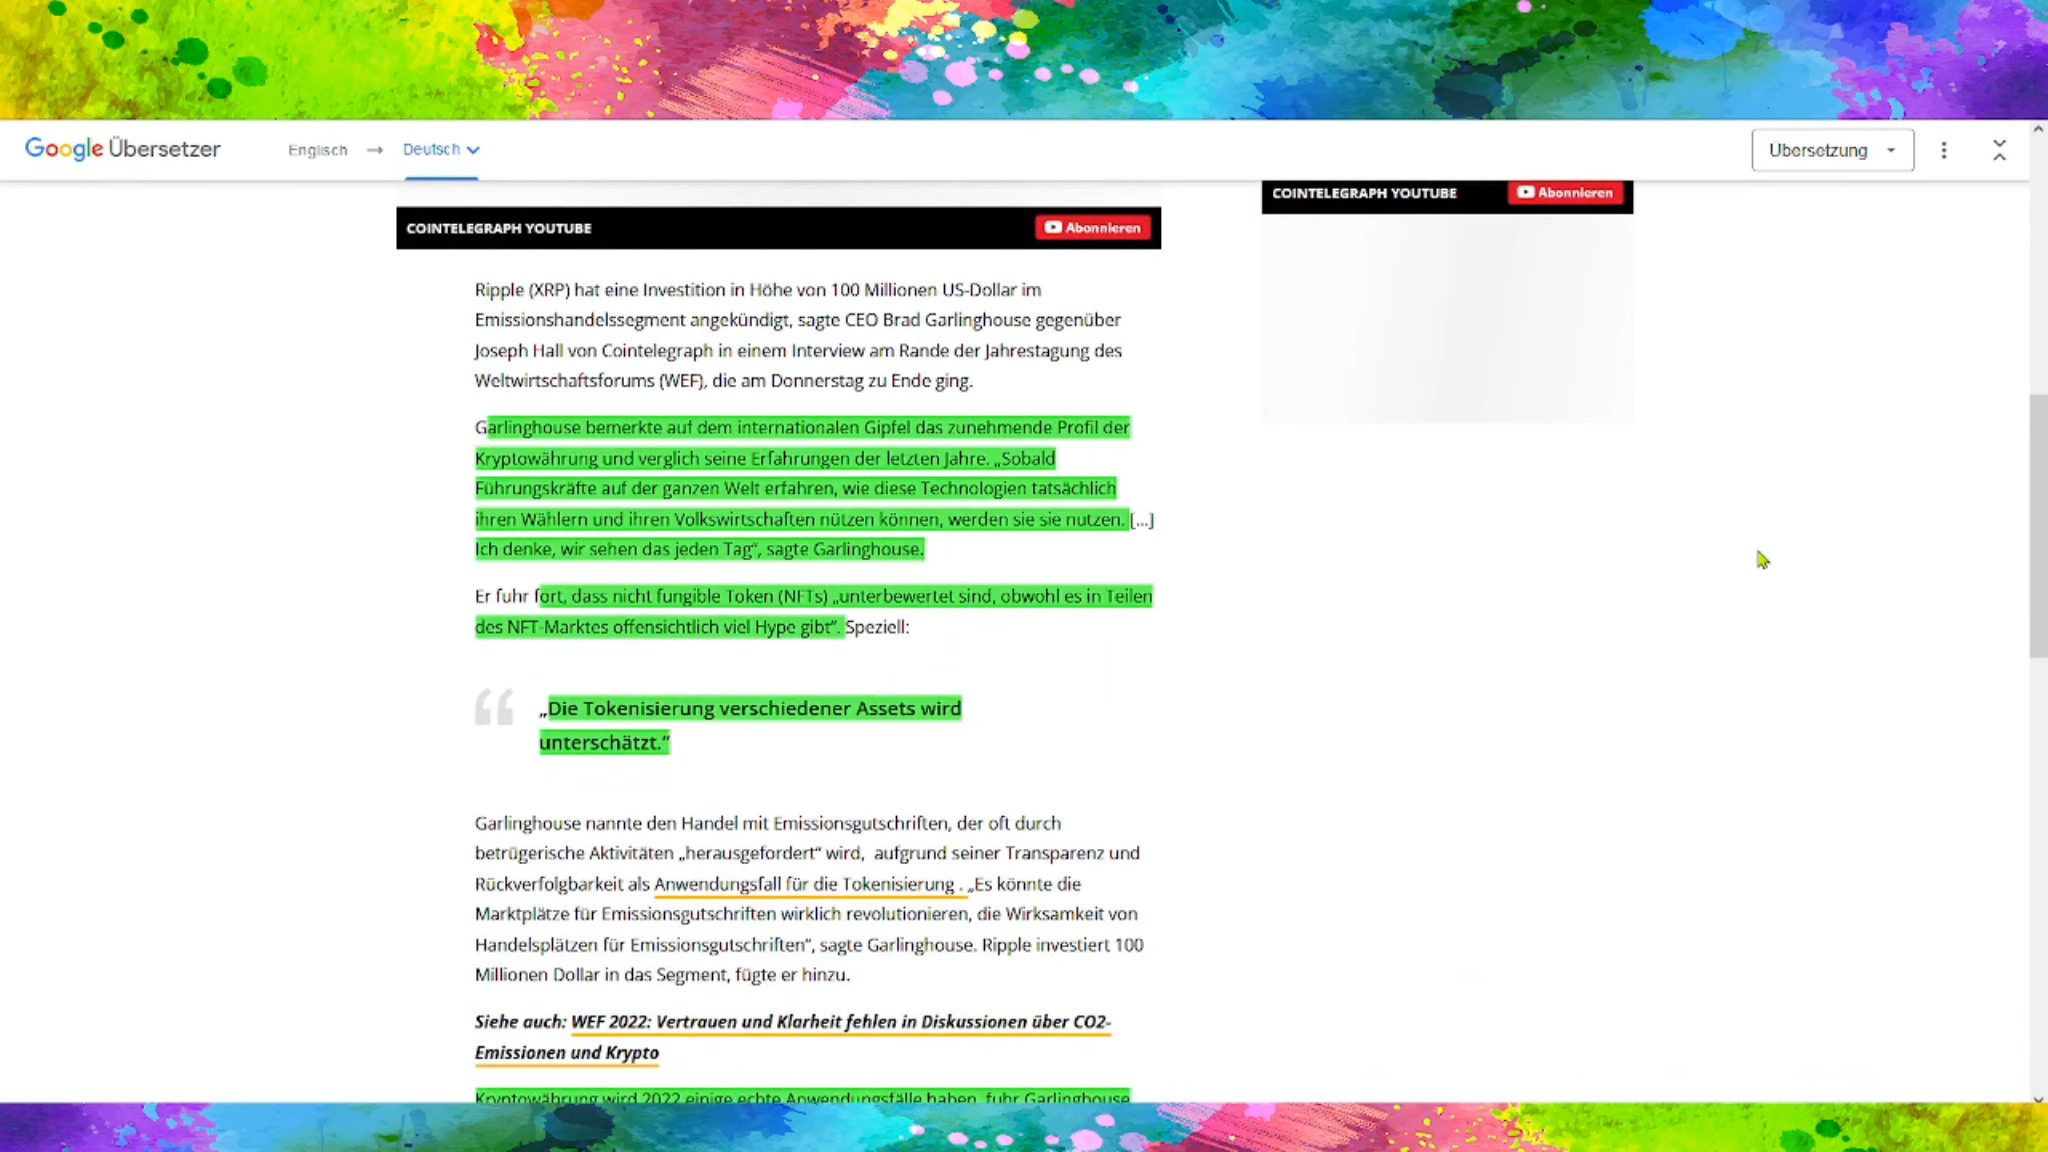 Google Übersetzer
Englisch → Deutsch
Übersetzung
COINTELEGRAPH YOUTUBE
Abonnieren
COINTELEGRAPH YOUTUBE
Abonnieren
Ripple (XRP) hat eine Investition in Höhe von 100 Millionen US-Dollar im
Emissionshandelssegment angekündigt, sagte CEO Brad Garlinghouse gegenüber
Joseph Hall von Cointelegraph in einem Interview am Rande der Jahrestagung des
Weltwirtschaftsforums (WEF), die am Donnerstag zu Ende ging.
Garlinghouse bemerkte auf dem internationalen Gipfel das zunehmende Profil der
Kryptowährung und verglich seine Erfahrungen der letzten Jahre. „Sobald
Führungskräfte auf der ganzen Welt erfahren, wie diese Technologien tatsächlich
ihren Wählern und ihren Volkswirtschaften nützen können, werden sie sie nutzen. [...]
Ich denke, wir sehen das jeden Tag“, sagte Garlinghouse.
Er fuhr fort, dass nicht fungible Token (NFTs) „unterbewertet sind, obwohl es in Teilen
des NFT-Marktes offensichtlich viel Hype gibt“. Speziell:
„Die Tokenisierung verschiedener Assets wird
unterschätzt.“
Garlinghouse nannte den Handel mit Emissionsgutschriften, der oft durch
betrügerische Aktivitäten „herausgefordert“ wird, aufgrund seiner Transparenz und
Rückverfolgbarkeit als Anwendungsfall für die Tokenisierung . „Es könnte die
Marktplätze für Emissionsgutschriften wirklich revolutionieren, die Wirksamkeit von
Handelsplätzen für Emissionsgutschriften“, sagte Garlinghouse. Ripple investiert 100
Millionen Dollar in das Segment, fügte er hinzu.
Siehe auch: WEF 2022: Vertrauen und Klarheit fehlen in Diskussionen über CO2-
Emissionen und Krypto
Kryptowährung wird 2022 einige echte Anwendungsfälle haben, fuhr Garlinghouse